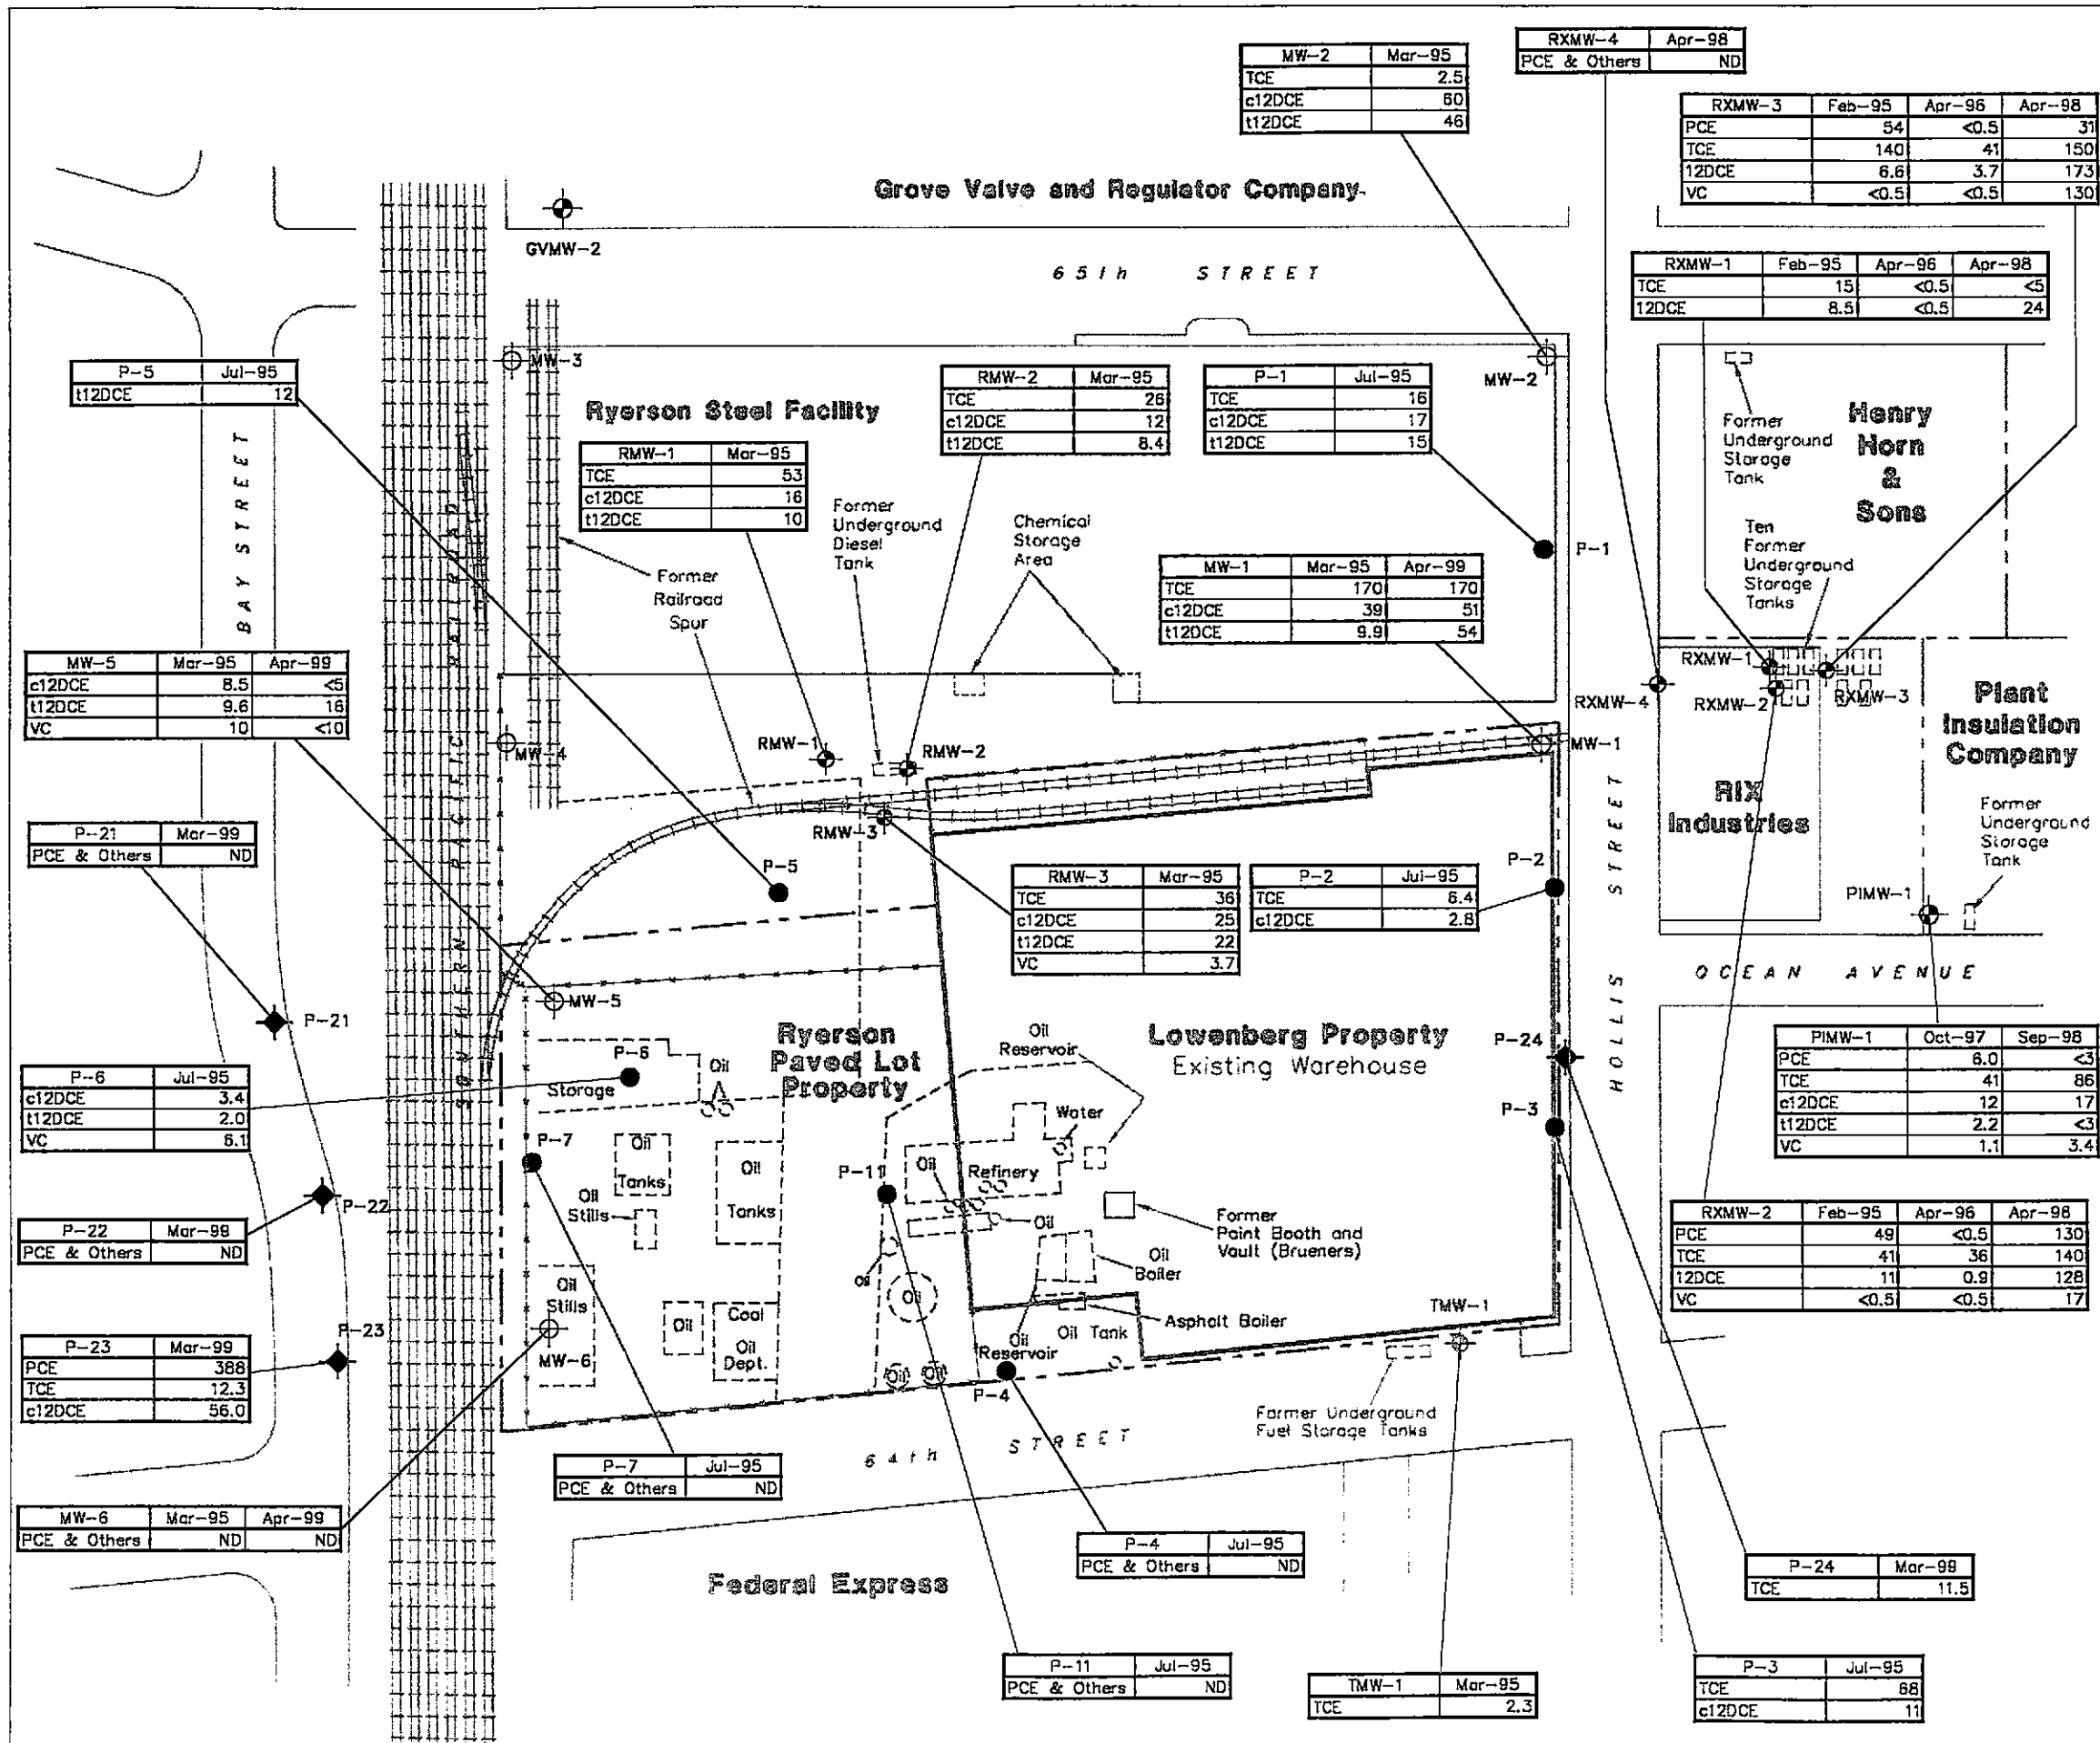 MW-2 Mar-95
TCE 2.5
c12DCE 60
t12DCE 46
RXMW-4 Apr-98
PCE & Others ND
RXMW-3 Feb-95 Apr-96 Apr-98
PCE 54 <0.5 31
TCE 140 41 150
12DCE 6.6 3.7 173
VC <0.5 <0.5 130
Grove Valve and Regulator Company
GVMW-2
65th STREET
RXMW-1 Feb-95 Apr-96 Apr-98
TCE 15 <0.5 <5
12DCE 8.5 <0.5 24
P-5 Jul-95
t12DCE 12
MW-3
Ryerson Steel Facility
RMW-2 Mar-95
TCE 26
c12DCE 12
t12DCE 8.4
P-1 Jul-95
TCE 16
c12DCE 17
t12DCE 15
MW-2
Former
Underground
Storage
Tank
Henry
Horn
&
Sons
RMW-1 Mar-95
TCE 53
c12DCE 16
t12DCE 10
Former
Underground
Diesel
Tank
Chemical
Storage
Area
P-1
Ten
Former
Underground
Storage
Tanks
BAY STREET
SOUTHERN PACIFIC RAILROAD
Former
Railroad
Spur
MW-1 Mar-95 Apr-99
TCE 170 170
c12DCE 39 51
t12DCE 9.9 54
MW-5 Mar-95 Apr-99
c12DCE 8.5 <5
t12DCE 9.6 16
VC 10 <10
RXMW-1
RXMW-4
RXMW-2
RXMW-3
Plant
Insulation
Company
MW-4
RMW-1
RMW-2
MW-1
RIX
Industries
Former
Underground
Storage
Tank
P-21 Mar-99
PCE & Others ND
RMW-3
P-5
RMW-3 Mar-95
TCE 36
c12DCE 25
t12DCE 22
VC 3.7
P-2 Jul-95
TCE 6.4
c12DCE 2.8
P-2
HOLLIS STREET
PIMW-1
OCEAN AVENUE
MW-5
P-21
Ryerson
Paved Lot
Property
Oil
Reservoir
Lowenberg Property
Existing Warehouse
P-24
PIMW-1 Oct-97 Sep-98
PCE 6.0 <3
TCE 41 86
c12DCE 12 17
t12DCE 2.2 <3
VC 1.1 3.4
P-6 Jul-95
c12DCE 3.4
t12DCE 2.0
VC 6.1
P-6
Storage
Oil
Water
P-3
P-7
Oil
Tanks
Oil
Tanks
P-11
Oil
Refinery
Oil
Stills
P-22
Oil
Former
Paint Booth and
Vault (Brueners)
P-22 Mar-99
PCE & Others ND
Oil
Oil
Boiler
RXMW-2 Feb-95 Apr-96 Apr-98
PCE 49 <0.5 130
TCE 41 36 140
12DCE 11 0.9 128
VC <0.5 <0.5 17
Oil
Stills
Oil
Coal
Oil
Dept.
Oil
Asphalt Boiler
TMW-1
P-23
P-23 Mar-99
PCE 388
TCE 12.3
c12DCE 56.0
MW-6
Oil
Reservoir
Oil Tank
Oil
Oil
P-4
Former Underground
Fuel Storage Tanks
64th STREET
P-7 Jul-95
PCE & Others ND
MW-6 Mar-95 Apr-99
PCE & Others ND ND
P-4 Jul-95
PCE & Others ND
Federal Express
P-24 Mar-99
TCE 11.5
P-11 Jul-95
PCE & Others ND
TMW-1 Mar-95
TCE 2.3
P-3 Jul-95
TCE 68
c12DCE 11